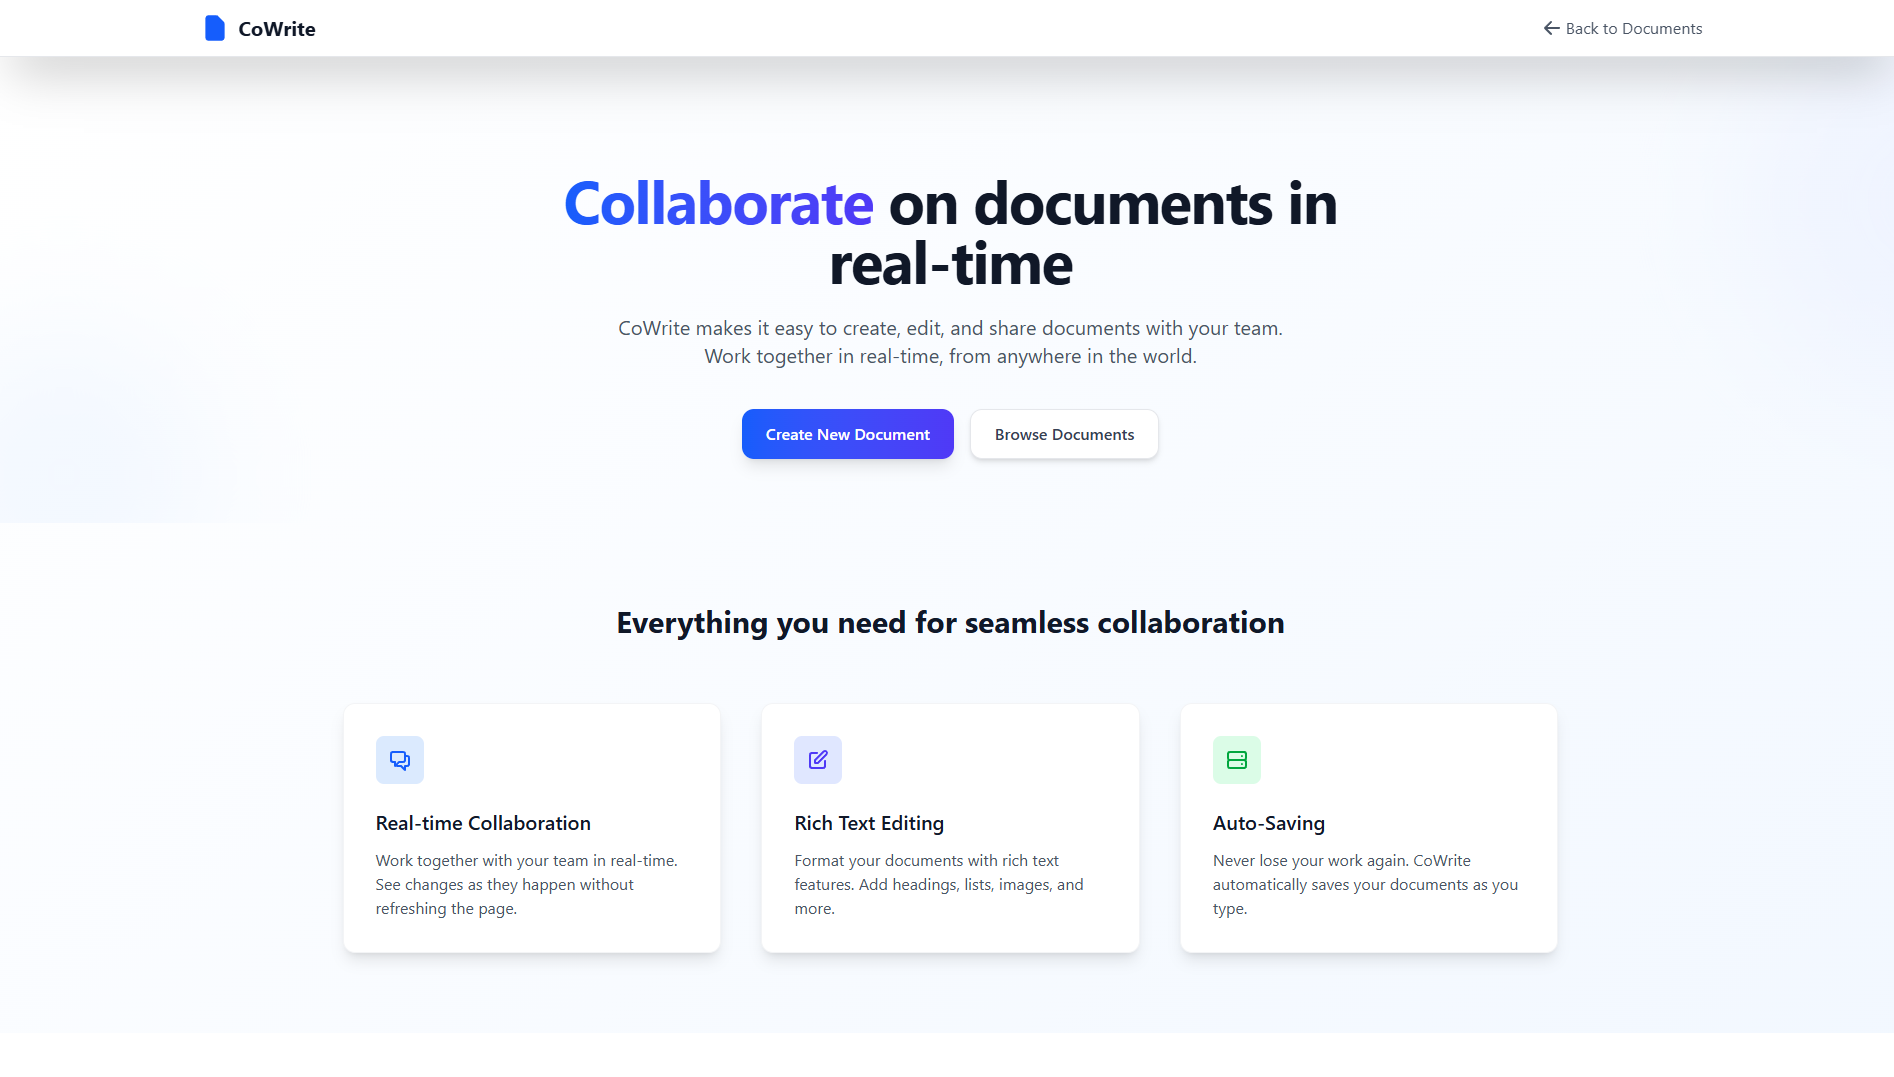 CoWrite
Back to Documents
Collaborate on documents in
real-time
CoWrite makes it easy to create, edit, and share documents with your team.
Work together in real-time, from anywhere in the world.
Create New Document
Browse Documents
Everything you need for seamless collaboration
Real-time Collaboration
Work together with your team in real-time.
See changes as they happen without
refreshing the page.
Rich Text Editing
Format your documents with rich text
features. Add headings, lists, images, and
more.
Auto-Saving
Never lose your work again. CoWrite
automatically saves your documents as you
type.